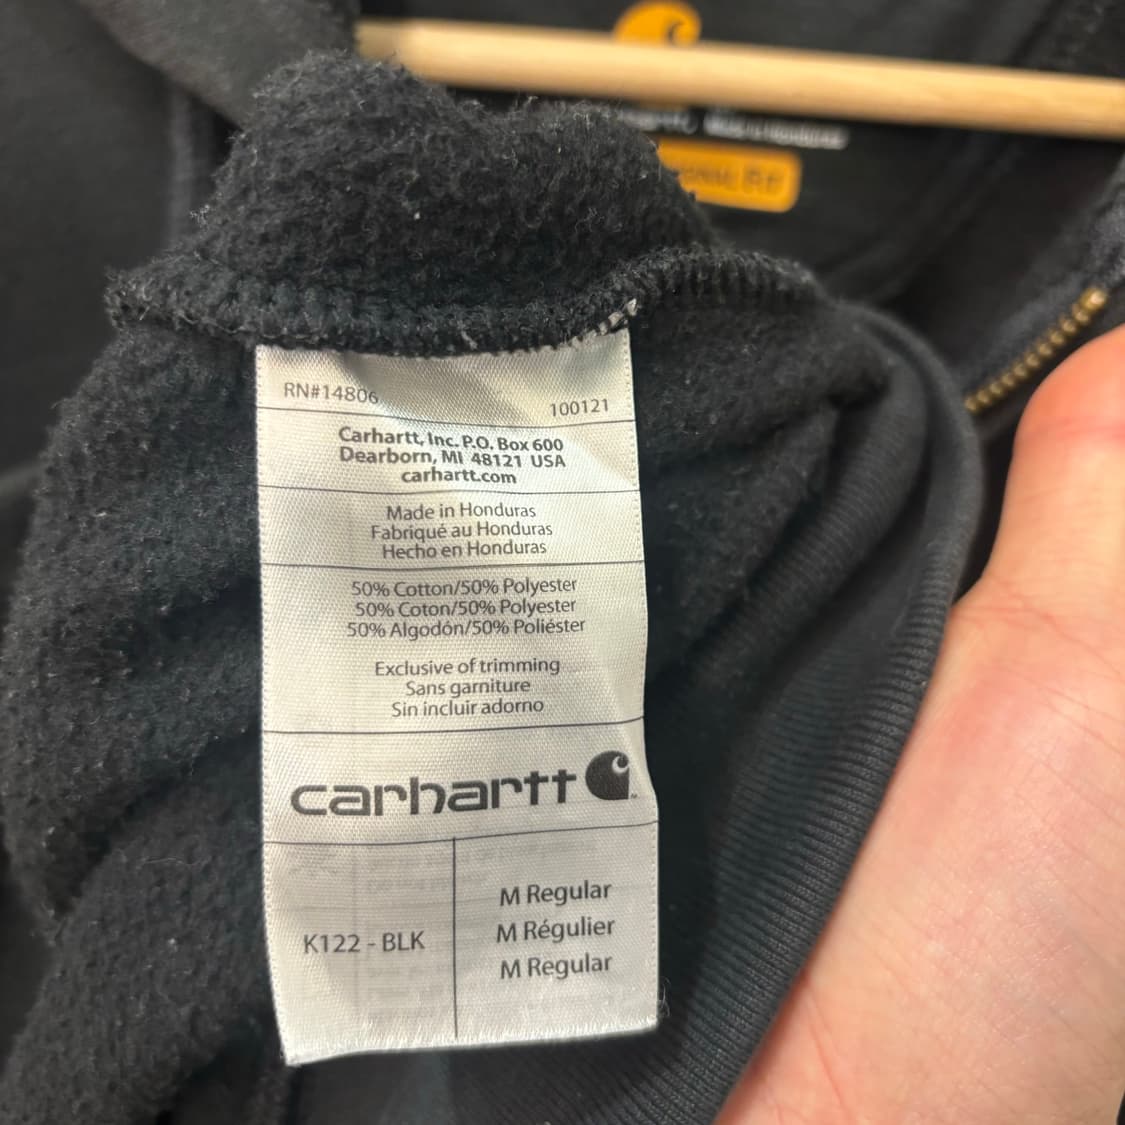 RN#14806
100121
Carhartt, Inc. P.O. Box 600
Dearborn, MI 48121 USA
carhartt.com
Made in Honduras
Fabriqué au Honduras
Hecho en Honduras
50% Cotton/50% Polyester
50% Coton/50% Polyester
50% Algodón/50% Poliéster
Exclusive of trimming
Sans garniture
Sin incluir adorno
carhartt
K122 - BLK
M Regular
M Régulier
M Regular